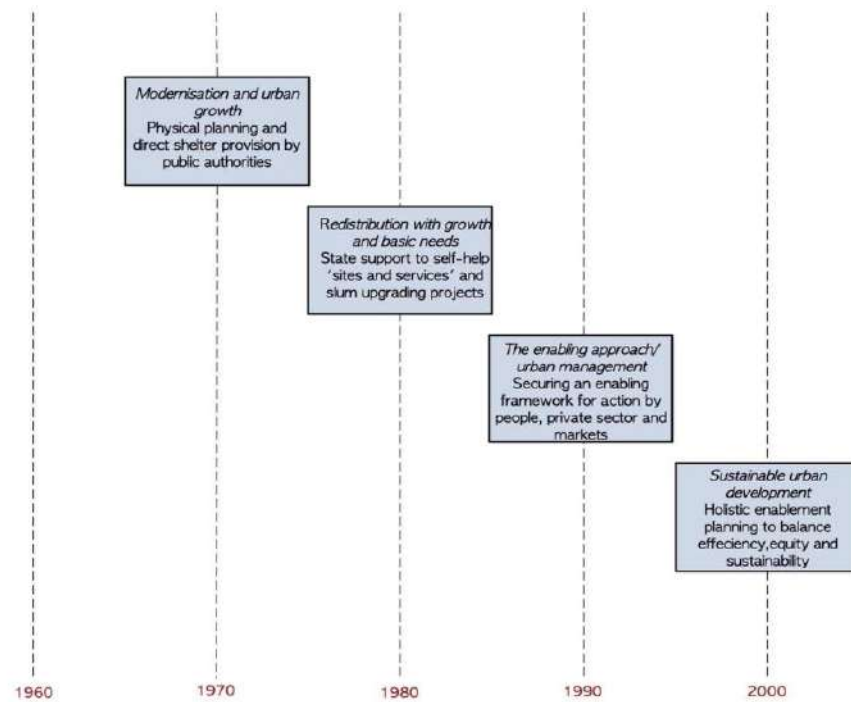 Modernisation and urban
growth
Physical planning and
direct shelter provision by
public authorities
Redistribution with growth
and basic needs
State support to self-help
'sites and services' and
slum upgrading projects
The enabling approach/
urban management
Securing an enabling
framework for action by
people, private sector and
markets
Sustainable urban
development
Holistic enablement
planning to balance
effeciency,equity and
sustainability
1960
1970
1980
1990
2000